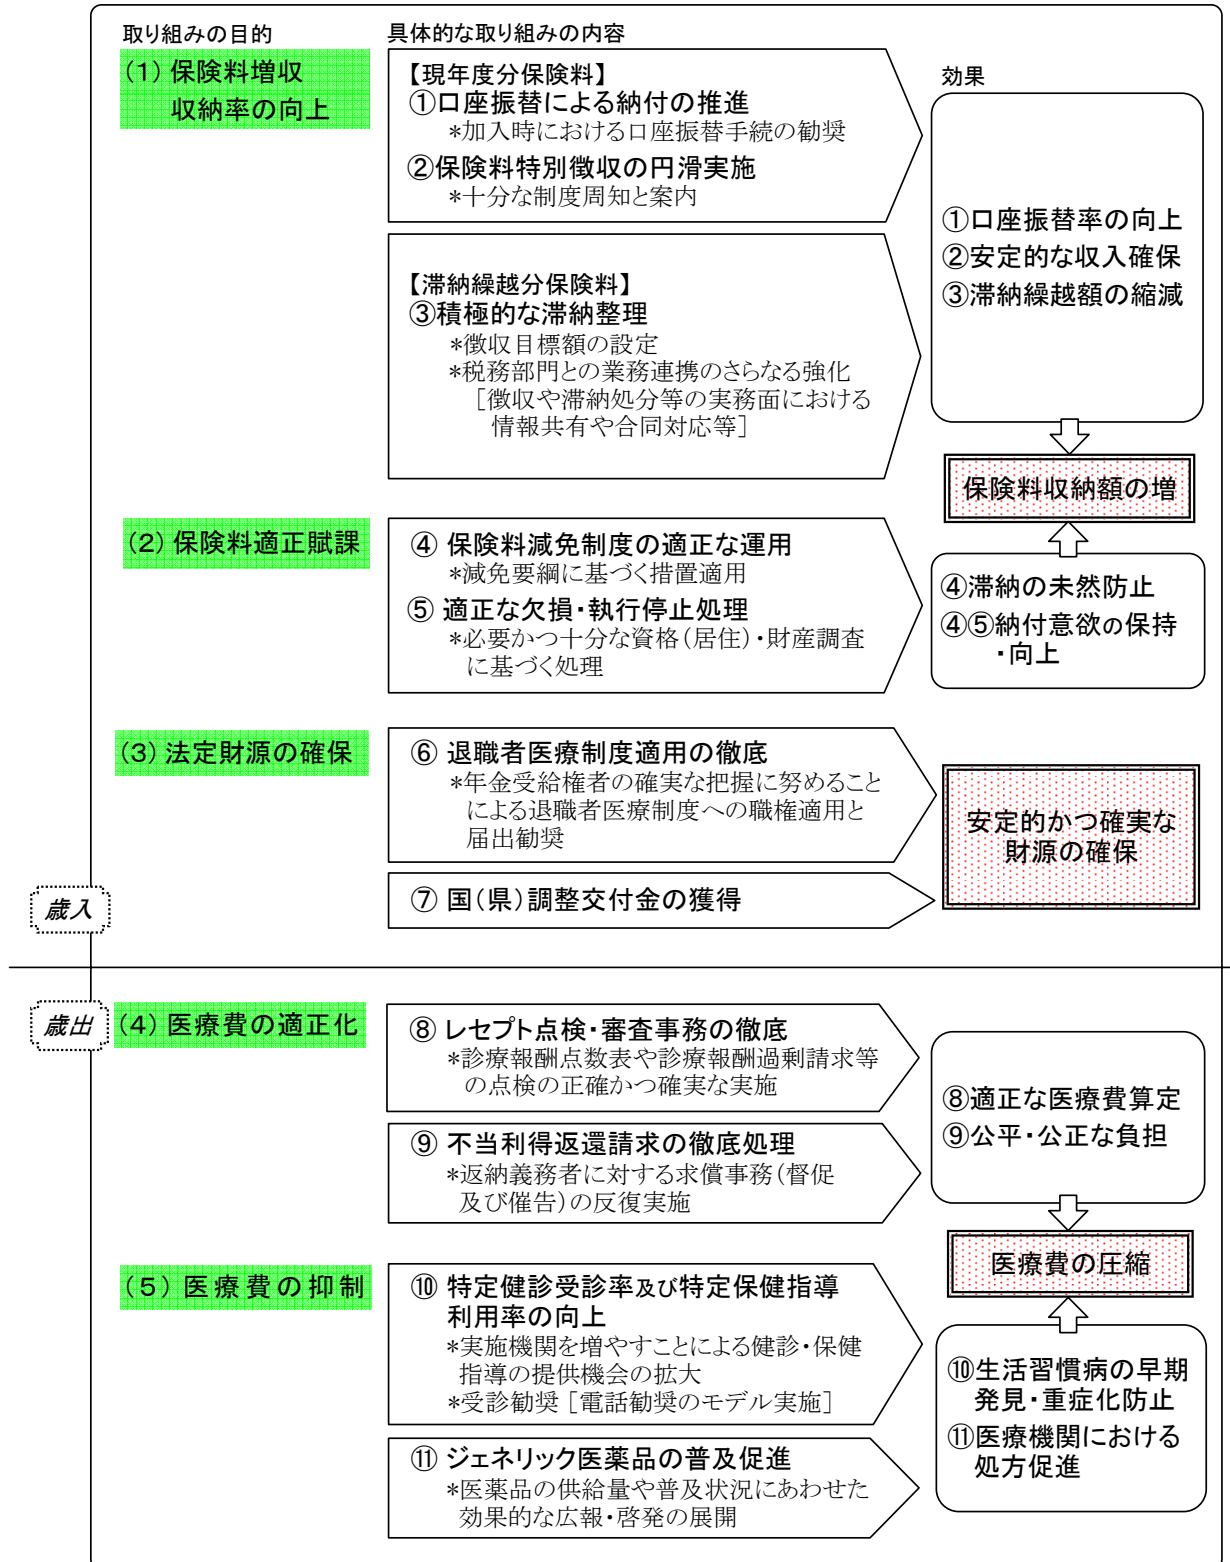 取り組みの目的
具体的な取り組みの内容
(1) 保険料増収
収納率の向上
【現年度分保険料】
①口座振替による納付の推進
*加入時における口座振替手続の勧奨
②保険料特別徴収の円滑実施
*十分な制度周知と案内
【滞納繰越分保険料】
③積極的な滞納整理
*徴収目標額の設定
*税務部門との業務連携のさらなる強化
[徴収や滞納処分等の実務面における
情報共有や合同対応等]
効果
①口座振替率の向上
②安定的な収入確保
③滞納繰越額の縮減
保険料収納額の増
(2) 保険料適正賦課
④ 保険料減免制度の適正な運用
*減免要綱に基づく措置適用
⑤ 適正な欠損・執行停止処理
*必要かつ十分な資格(居住)・財産調査
に基づく処理
④滞納の未然防止
④⑤納付意欲の保持
・向上
(3) 法定財源の確保
⑥ 退職者医療制度適用の徹底
*年金受給権者の確実な把握に努めること
による退職者医療制度への職権適用と
届出勧奨
⑦ 国(県)調整交付金の獲得
安定的かつ確実な
財源の確保
歳入
歳出
(4) 医療費の適正化
⑧ レセプト点検・審査事務の徹底
*診療報酬点数表や診療報酬過剰請求等
の点検の正確かつ確実な実施
⑨ 不当利得返還請求の徹底処理
*返納義務者に対する求償事務(督促
及び催告)の反復実施
⑧適正な医療費算定
⑨公平・公正な負担
医療費の圧縮
(5) 医療費の抑制
⑩ 特定健診受診率及び特定保健指導
利用率の向上
*実施機関を増やすことによる健診・保健
指導の提供機会の拡大
*受診勧奨 [電話勧奨のモデル実施]
⑪ ジェネリック医薬品の普及促進
*医薬品の供給量や普及状況にあわせた
効果的な広報・啓発の展開
⑩生活習慣病の早期
発見・重症化防止
⑪医療機関における
処方促進